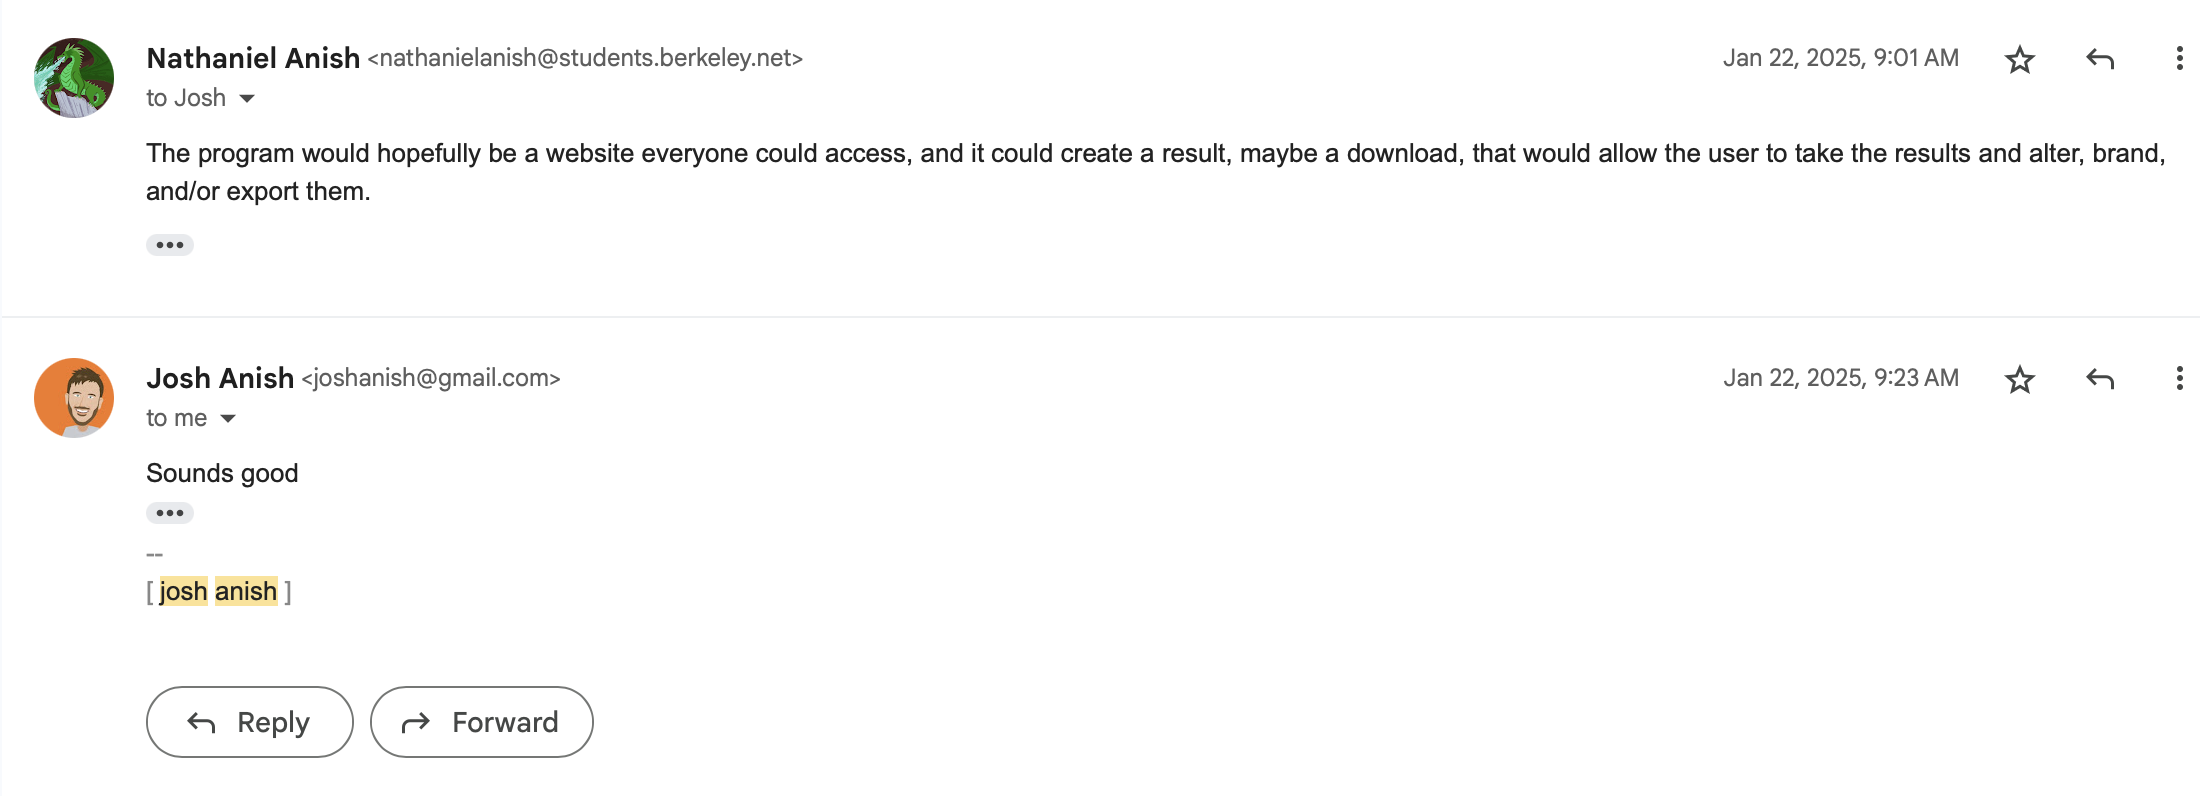 Nathaniel Anish <nathanielanish@students.berkeley.net> Jan 22, 2025, 9:01 AM
to Josh
The program would hopefully be a website everyone could access, and it could create a result, maybe a download, that would allow the user to take the results and alter, brand,
and/or export them.
Josh Anish <joshanish@gmail.com> Jan 22, 2025, 9:23 AM
to me
Sounds good
--
[ josh anish ]
Reply Forward